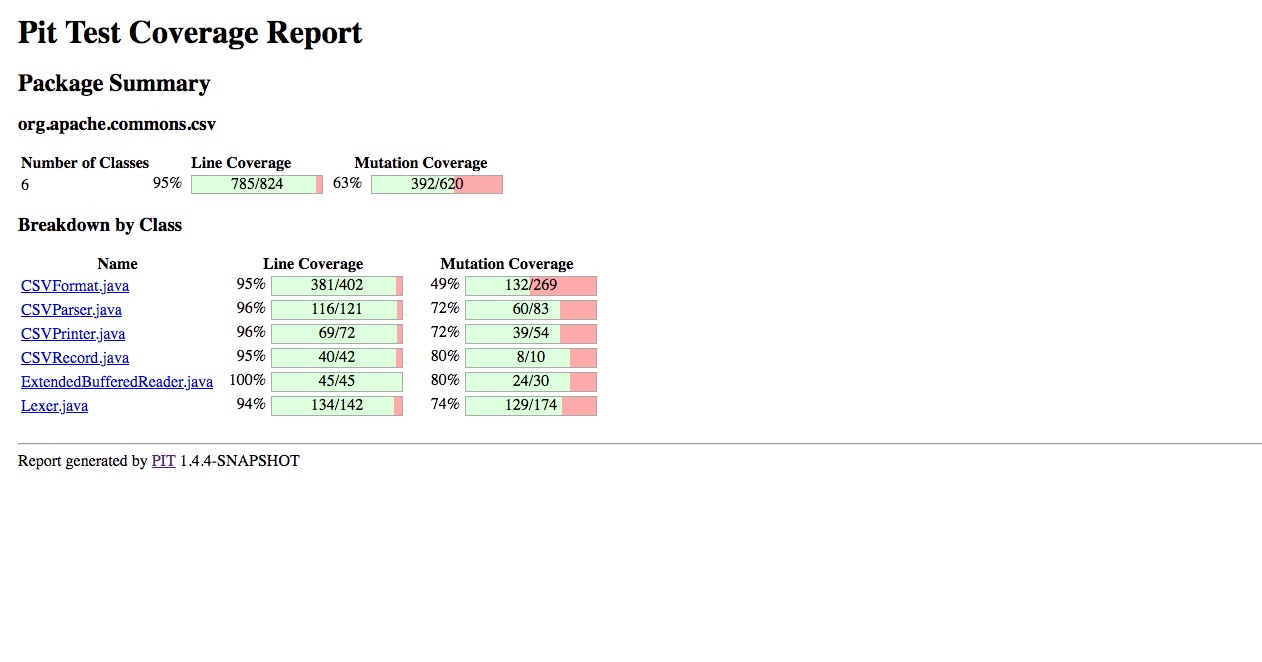 Pit Test Coverage Report
Package Summary
org.apache.commons.csv
Number of Classes Line Coverage Mutation Coverage
6 95% 785/824 63% 392/620
Breakdown by Class
Name Line Coverage Mutation Coverage
CSVFormat.java 95% 381/402 49% 132/269
CSVParser.java 96% 116/121 72% 60/83
CSVPrinter.java 96% 69/72 72% 39/54
CSVRecord.java 95% 40/42 80% 8/10
ExtendedBufferedReader.java 100% 45/45 80% 24/30
Lexer.java 94% 134/142 74% 129/174
Report generated by PIT 1.4.4-SNAPSHOT